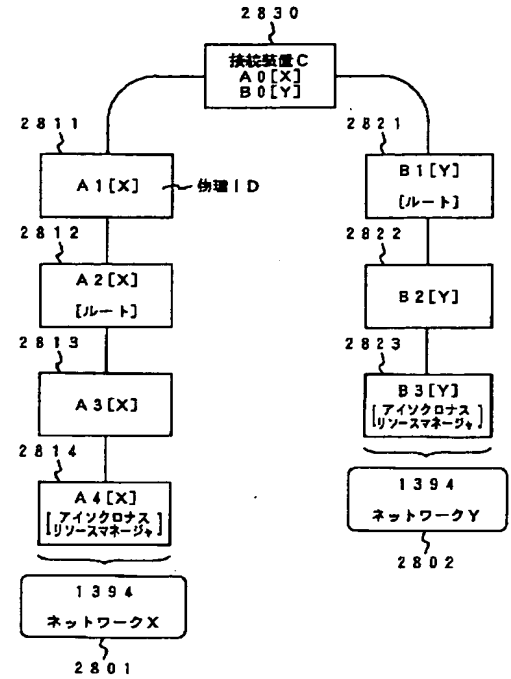 2830
接続装置C
A0[X]
B0[Y]
2811
A1[X]
物理ID
2812
A2[X]
[ルート]
2813
A3[X]
2814
A4[X]
[アイソクロナス
リソースマネージャ]
1394
ネットワークX
2801
2821
B1[Y]
[ルート]
2822
B2[Y]
2823
B3[Y]
[アイソクロナス
リソースマネージャ]
1394
ネットワークY
2802